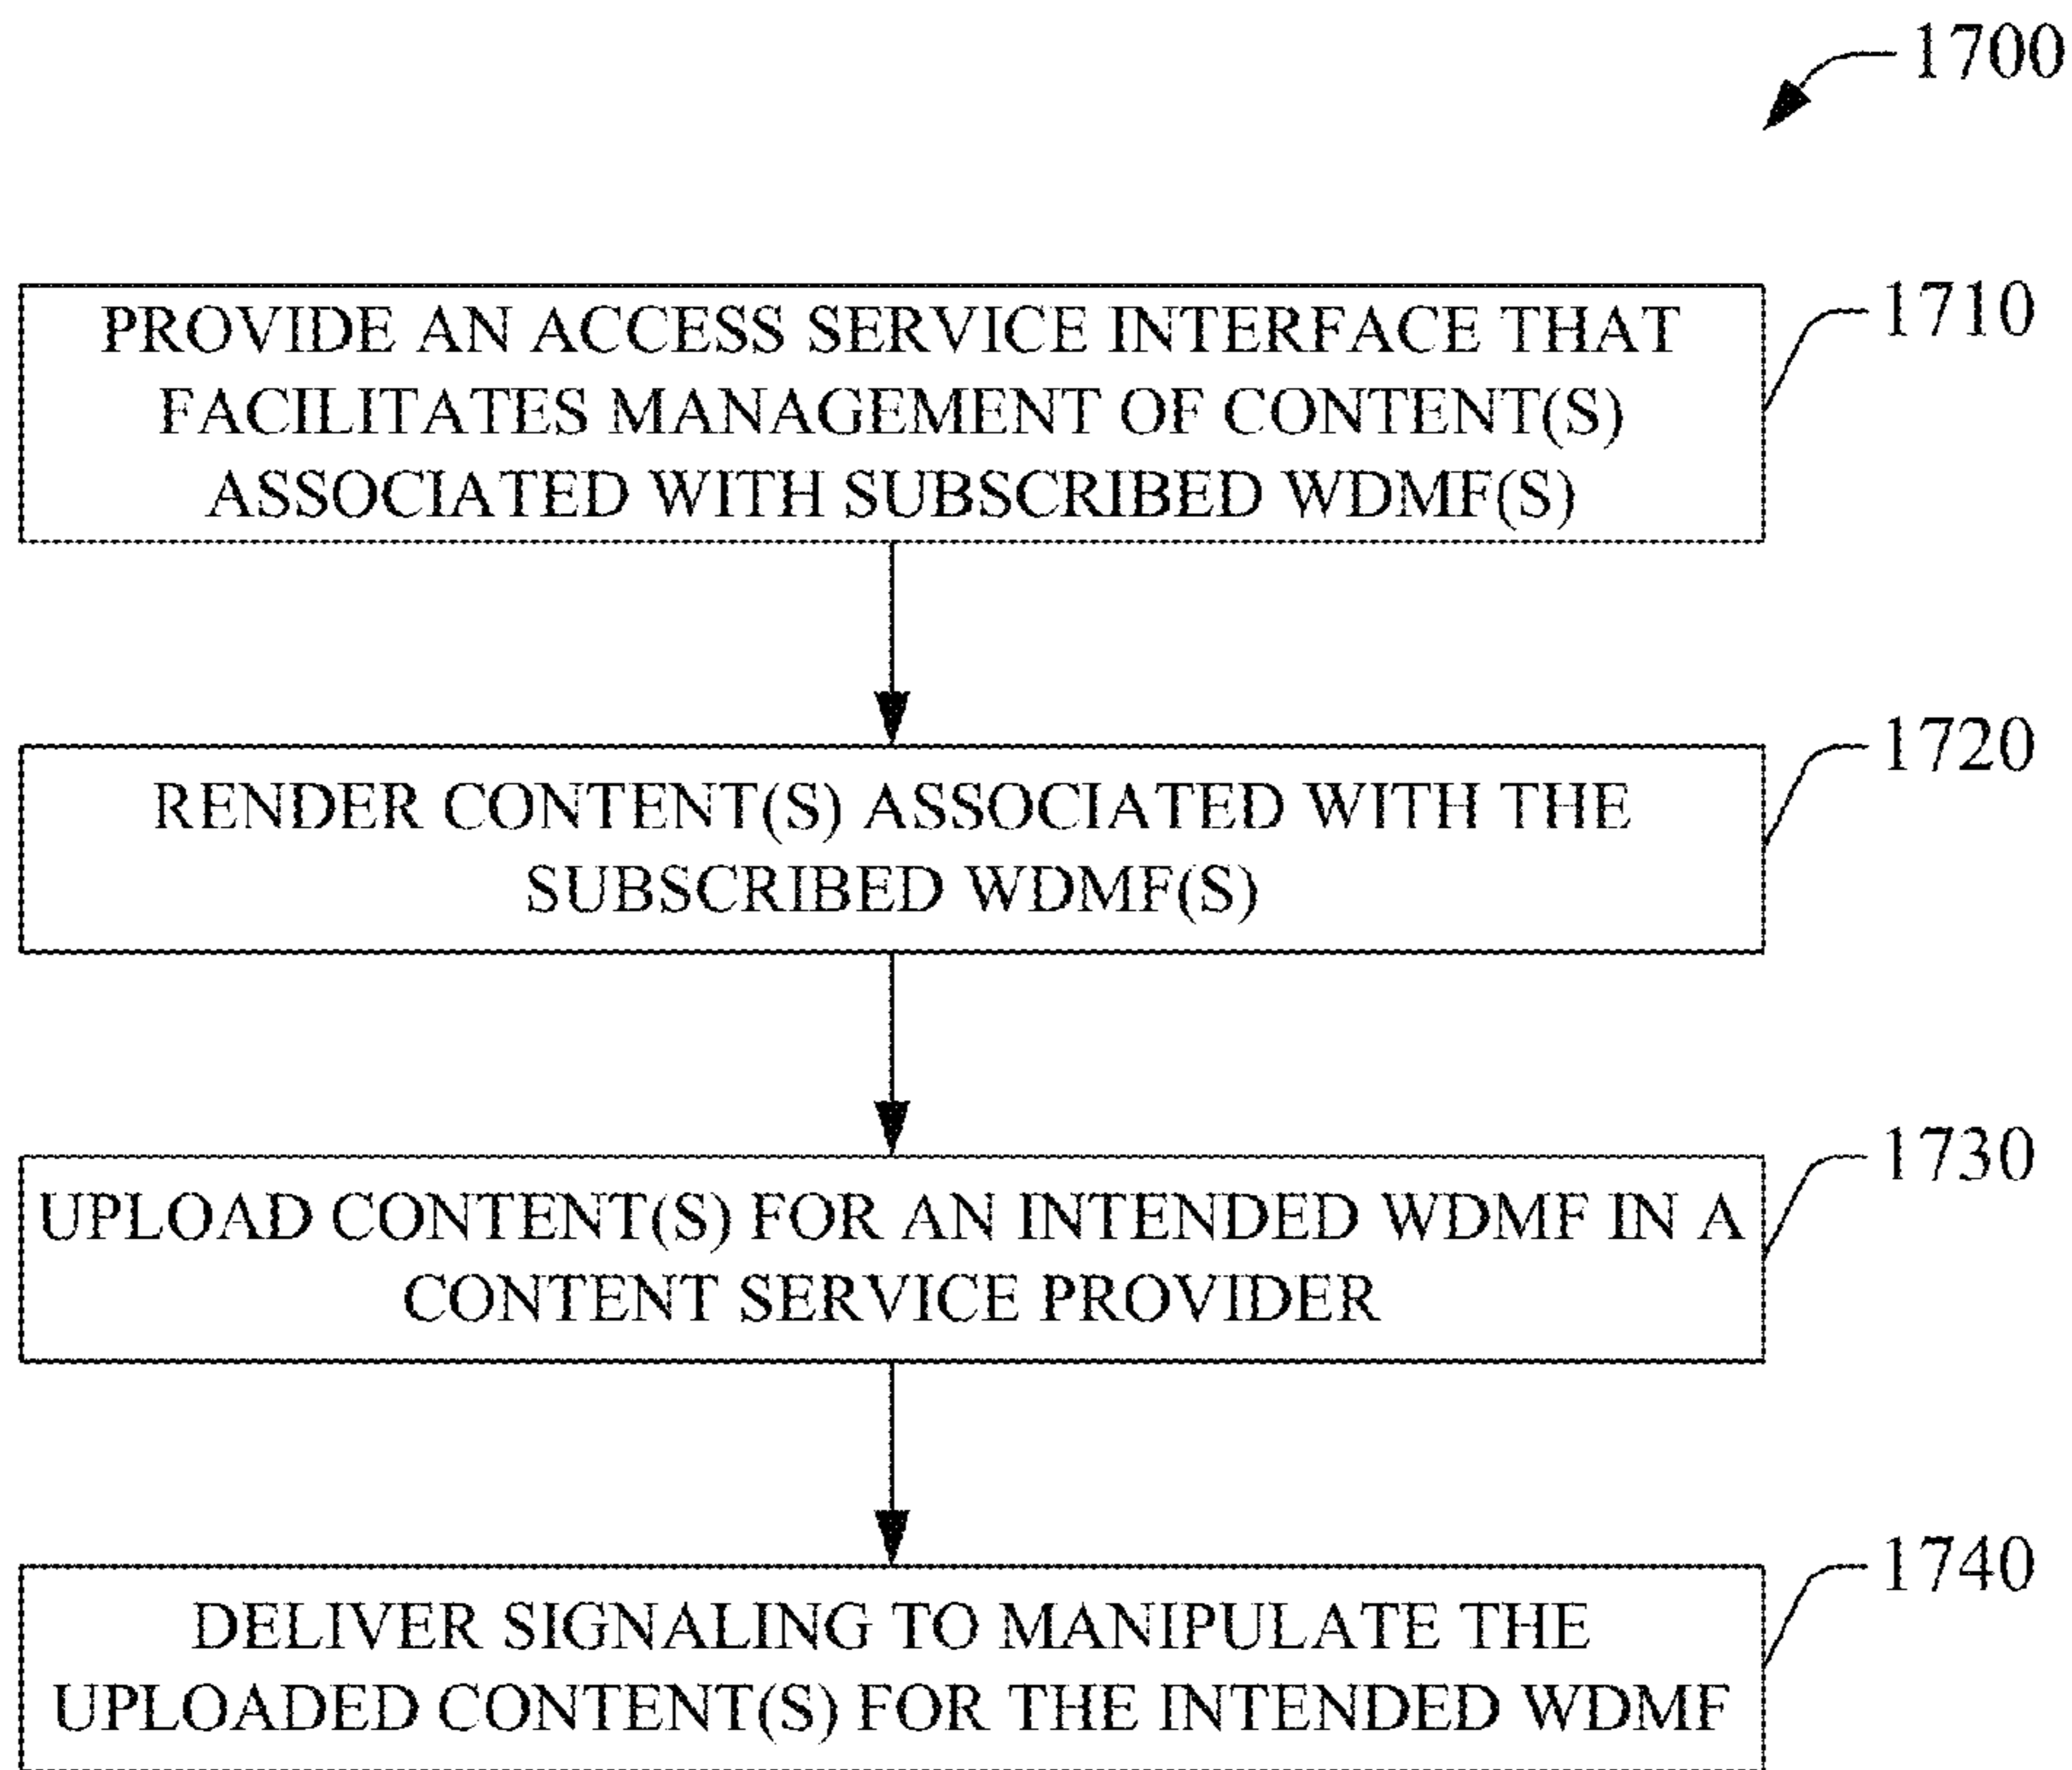 1700
PROVIDE AN ACCESS SERVICE INTERFACE THAT
FACILITATES MANAGEMENT OF CONTENT(S)
ASSOCIATED WITH SUBSCRIBED WDMF(S)
1710
RENDER CONTENT(S) ASSOCIATED WITH THE
SUBSCRIBED WDMF(S)
1720
UPLOAD CONTENT(S) FOR AN INTENDED WDMF IN A
CONTENT SERVICE PROVIDER
1730
DELIVER SIGNALING TO MANIPULATE THE
UPLOADED CONTENT(S) FOR THE INTENDED WDMF
1740